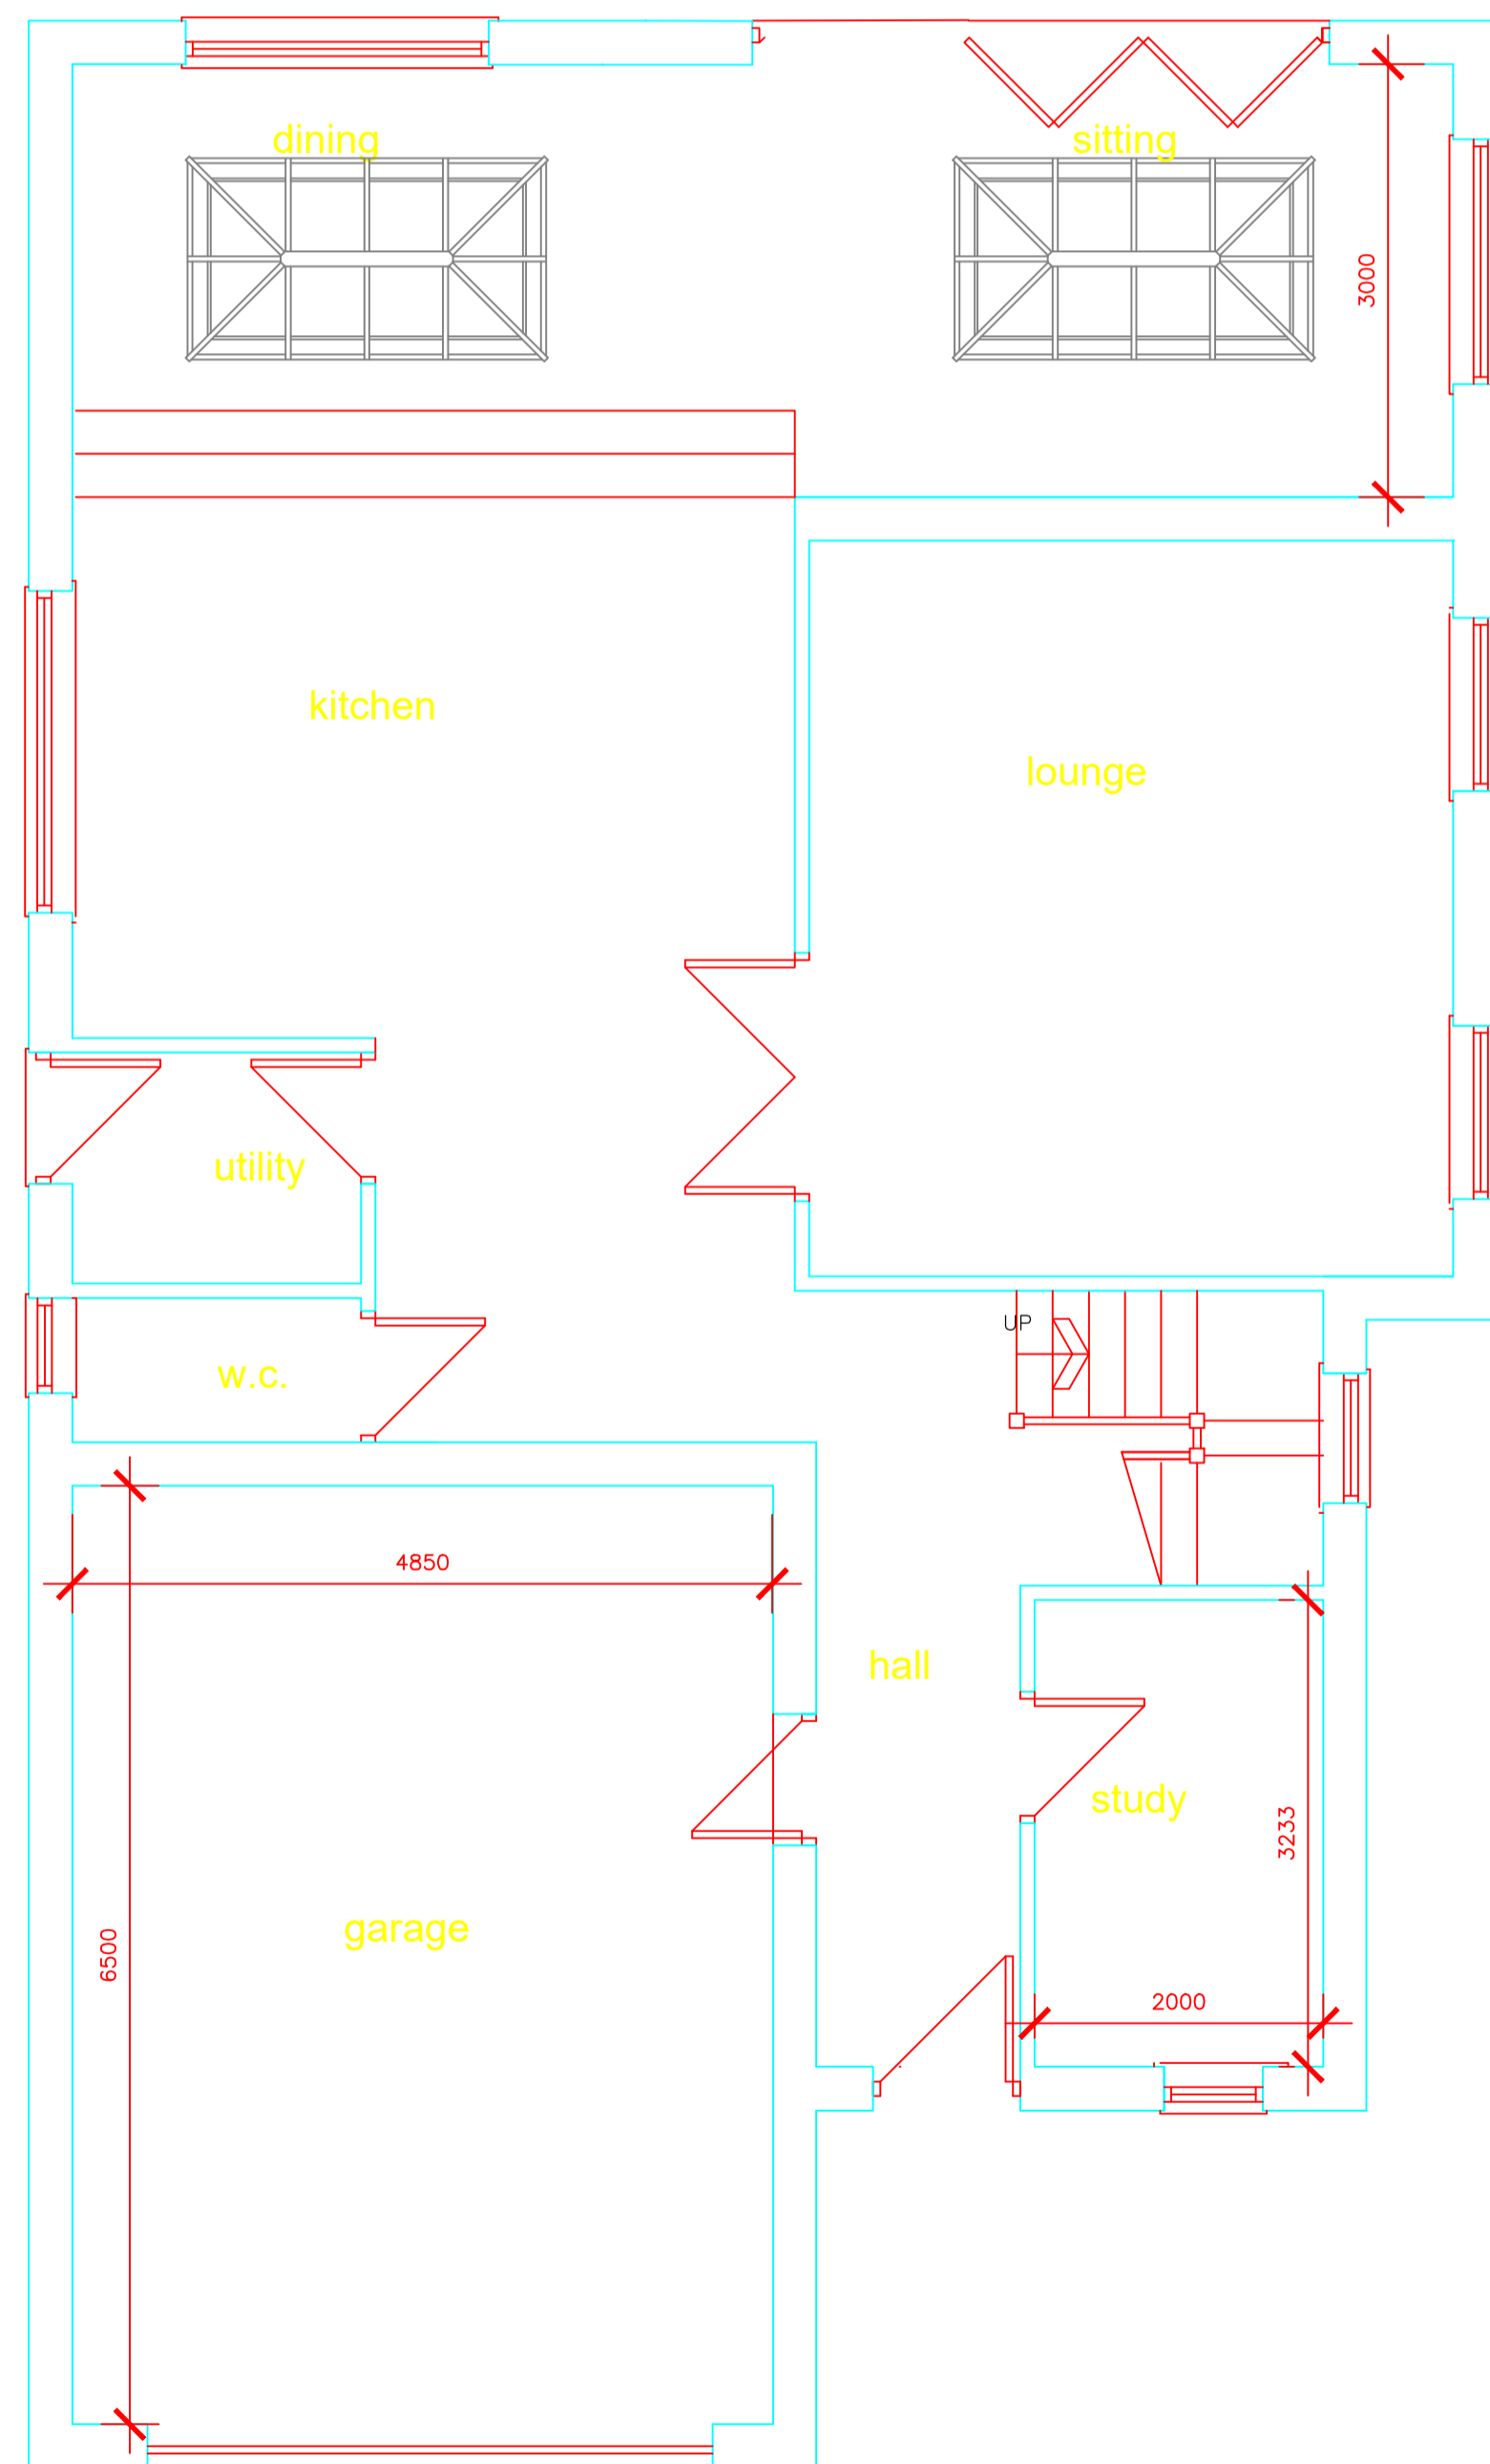 dining
sitting
3000
kitchen
lounge
utility
UP
w.c.
4850
hall
study
3233
garage
6500
2000